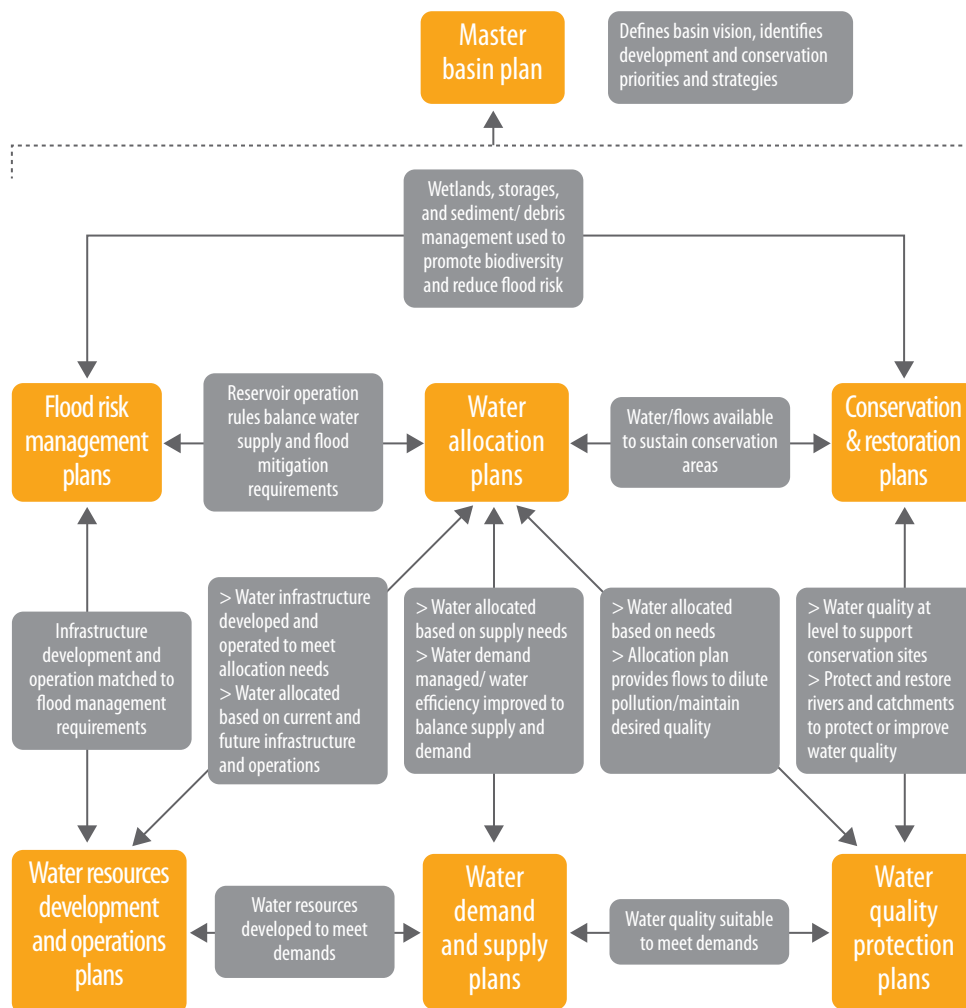 Master
basin plan
Defines basin vision, identifies
development and conservation
priorities and strategies
Wetlands, storages,
and sediment/ debris
management used to
promote biodiversity
and reduce flood risk
Flood risk
management
plans
Reservoir operation
rules balance water
supply and flood
mitigation
requirements
Water
allocation
plans
Water/flows available
to sustain conservation
areas
Conservation
& restoration
plans
Infrastructure
development and
operation matched to
flood management
requirements
> Water infrastructure
developed and
operated to meet
allocation needs
> Water allocated
based on current and
future infrastructure
and operations
> Water allocated
based on supply needs
> Water demand
managed/ water
efficiency improved to
balance supply and
demand
> Water allocated
based on needs
> Allocation plan
provides flows to dilute
pollution/maintain
desired quality
> Water quality at
level to support
conservation sites
> Protect and restore
rivers and catchments
to protect or improve
water quality
Water resources
development
and operations
plans
Water resources
developed to meet
demands
Water
demand
and supply
plans
Water quality suitable
to meet demands
Water
quality
protection
plans